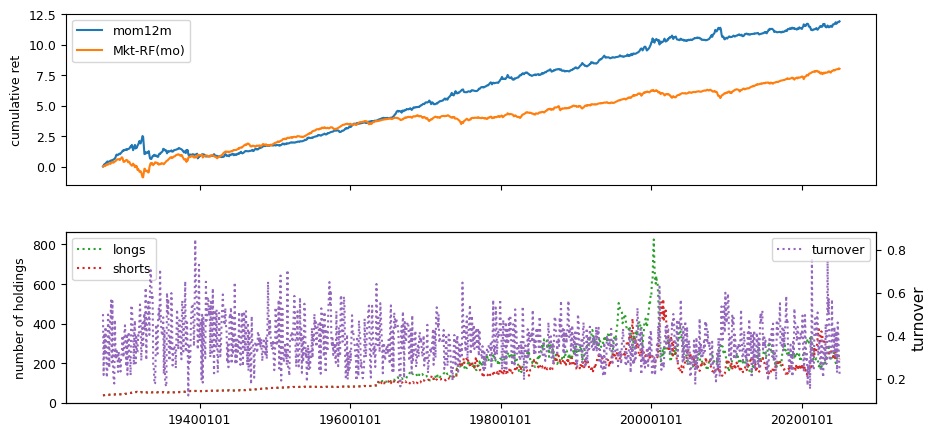 12.5
10.0
7.5
5.0
2.5
0.0
cumulative ret
mom12m
Mkt-RF(mo)
800
600
400
200
0
number of holdings
longs
shorts
turnover
0.8
0.6
0.4
0.2
turnover
19400101
19600101
19800101
20000101
20200101